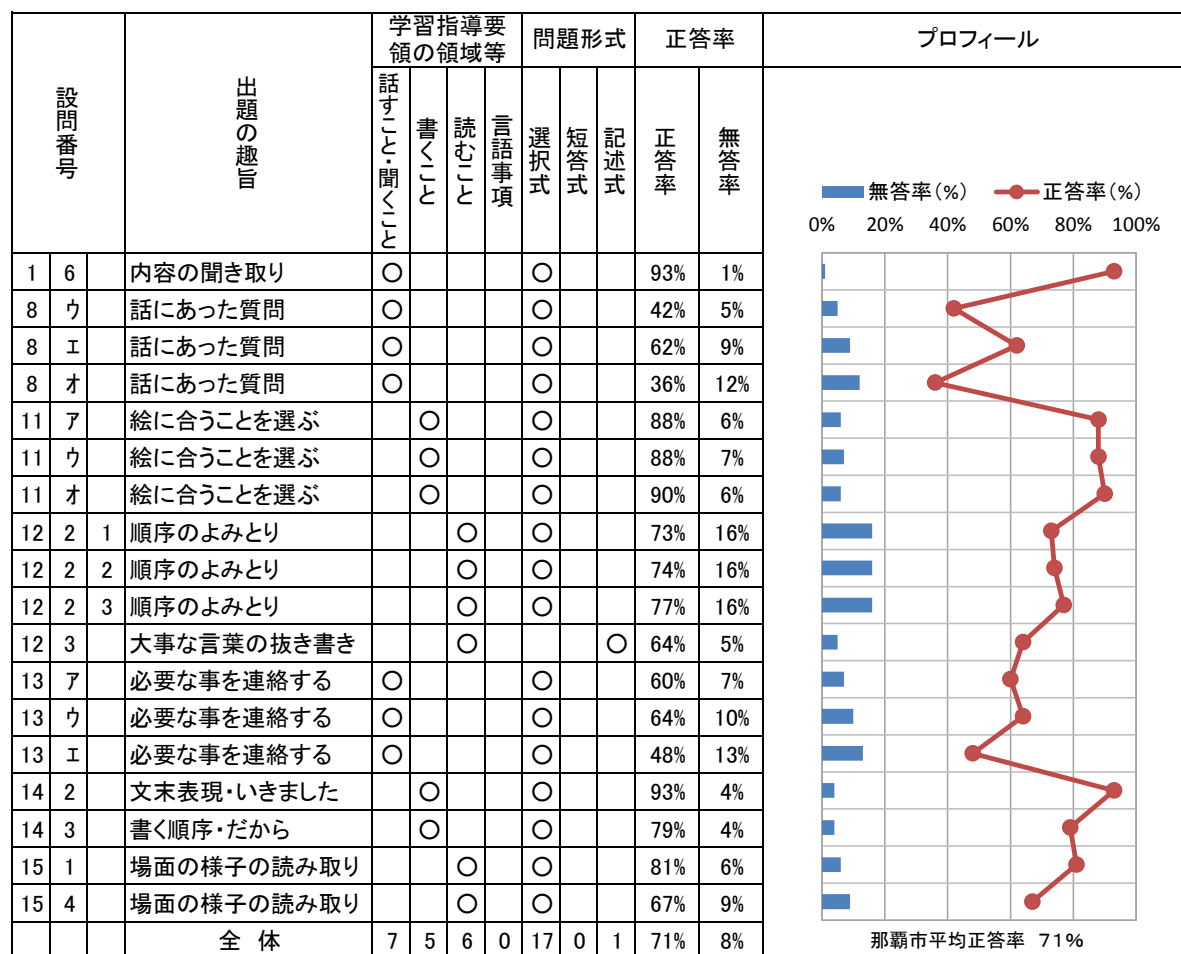 学習指導要領の領域等 問題形式 正答率 プロフィール
設問番号 出題の趣旨 話すこと・聞くこと 書くこと 読むこと 言語事項 選択式 短答式 記述式 正答率 無答率
無答率(%) 正答率(%)
0% 20% 40% 60% 80% 100%
1 6 内容の聞き取り ○ ○ 93% 1%
8 ウ 話にあった質問 ○ ○ 42% 5%
8 エ 話にあった質問 ○ ○ 62% 9%
8 オ 話にあった質問 ○ ○ 36% 12%
11 ア 絵に合うことを選ぶ ○ ○ 88% 6%
11 ウ 絵に合うことを選ぶ ○ ○ 88% 7%
11 オ 絵に合うことを選ぶ ○ ○ 90% 6%
12 2 1 順序のよみとり ○ ○ 73% 16%
12 2 2 順序のよみとり ○ ○ 74% 16%
12 2 3 順序のよみとり ○ ○ 77% 16%
12 3 大事な言葉の抜き書き ○ ○ 64% 5%
13 ア 必要な事を連絡する ○ ○ 60% 7%
13 ウ 必要な事を連絡する ○ ○ 64% 10%
13 エ 必要な事を連絡する ○ ○ 48% 13%
14 2 文末表現・いきました ○ ○ 93% 4%
14 3 書く順序・だから ○ ○ 79% 4%
15 1 場面の様子の読み取り ○ ○ 81% 6%
15 4 場面の様子の読み取り ○ ○ 67% 9%
全 体 7 5 6 0 17 0 1 71% 8% 那覇市平均正答率 71%